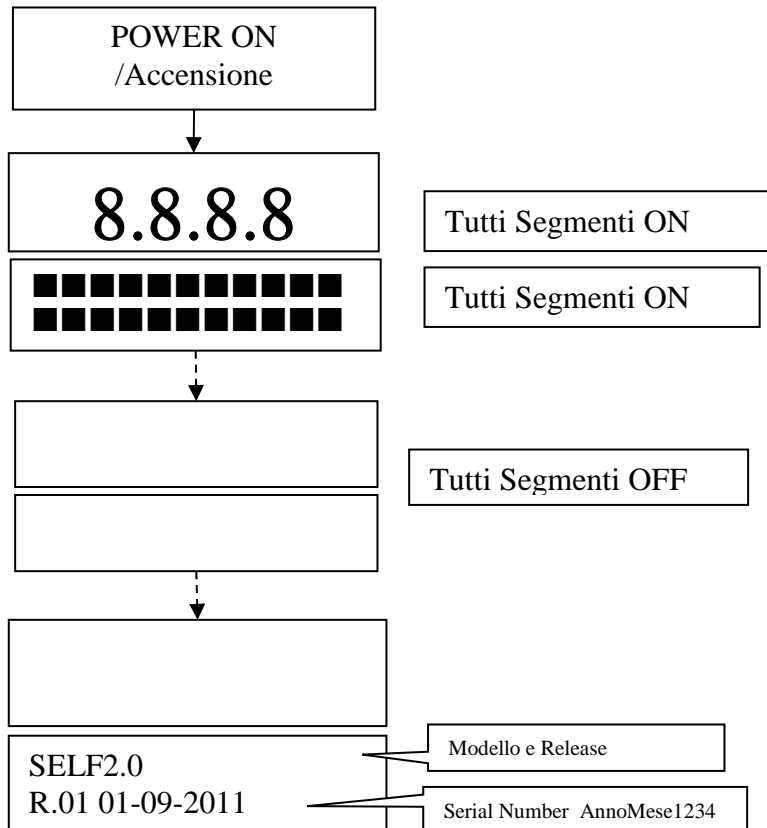 POWER ON
/Accensione
8.8.8.8
Tutti Segmenti ON
Tutti Segmenti ON
Tutti Segmenti OFF
SELF2.0
R.01 01-09-2011
Modello e Release
Serial Number AnnoMese1234